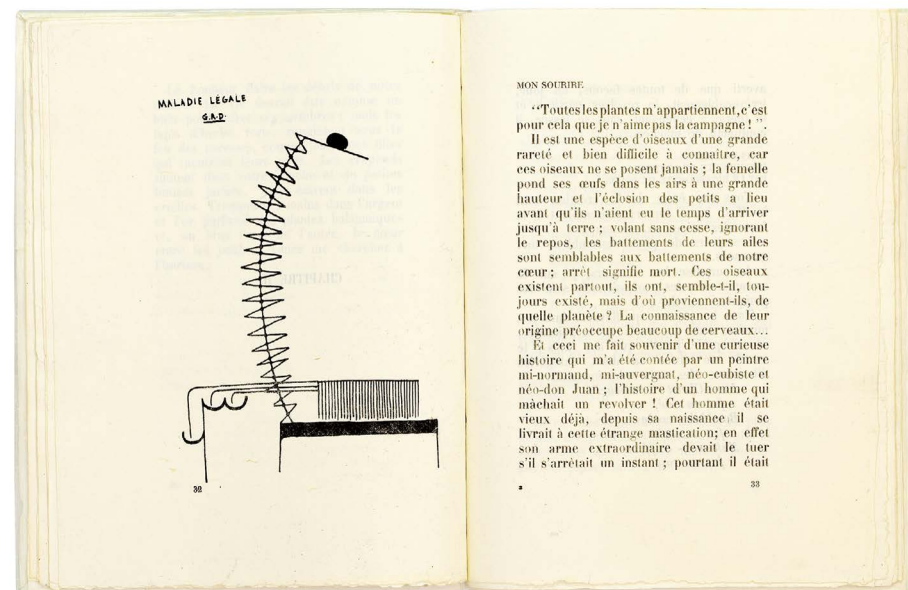 MALADIE LÉGALE
G.A.D.
32
MON SOURIRE
“Toutes les plantes m'appartiennent, c'est
pour cela que je n'aime pas la campagne ! ”.
Il est une espèce d'oiseaux d'une grande
rareté et bien difficile à connaitre, car
ces oiseaux ne se posent jamais ; la femelle
pond ses œufs dans les airs à une grande
hauteur et l'éclosion des petits a lieu
avant qu'ils n'aient eu le temps d'arriver
jusqu'à terre ; volant sans cesse, ignorant
le repos, les battements de leurs ailes
sont semblables aux battements de notre
cœur ; arrêt signifie mort. Ces oiseaux
existent partout, ils ont, semble-t-il, tou-
jours existé, mais d'où proviennent-ils, de
quelle planète ? La connaissance de leur
origine préoccupe beaucoup de cerveaux...
Et ceci me fait souvenir d'une curieuse
histoire qui m'a été contée par un peintre
mi-normand, mi-auvergnat, néo-cubiste et
néo-don Juan ; l'histoire d'un homme qui
mâchait un revolver ! Cet homme était
vieux déjà, depuis sa naissance il se
livrait à cette étrange mastication ; en effet
son arme extraordinaire devait le tuer
s'il s'arrêtait un instant ; pourtant il était
33